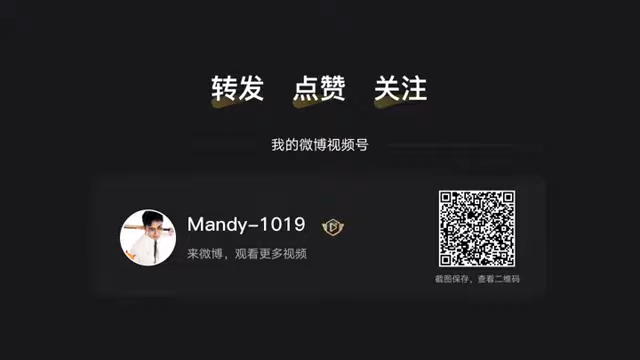 转发 点赞 关注
我的微博视频号
Mandy-1019
来微博，观看更多视频
截图保存，查看二维码